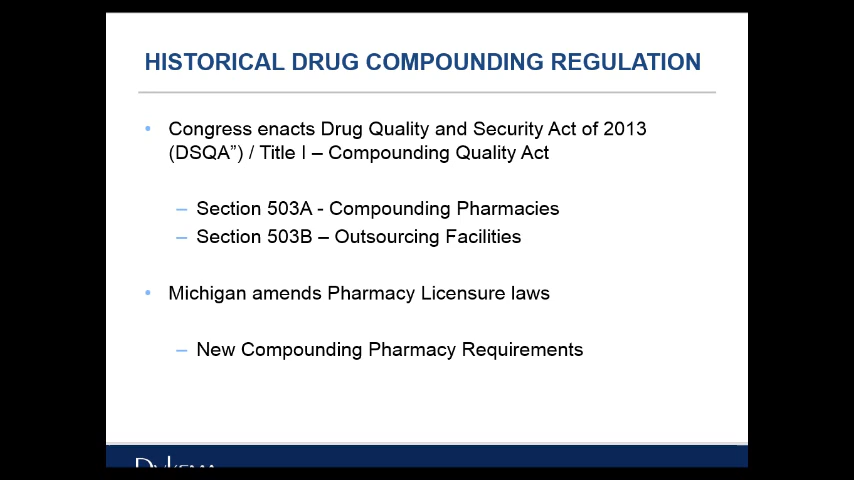 HISTORICAL DRUG COMPOUNDING REGULATION
• Congress enacts Drug Quality and Security Act of 2013
(DSQA”) / Title I – Compounding Quality Act
– Section 503A - Compounding Pharmacies
– Section 503B – Outsourcing Facilities
• Michigan amends Pharmacy Licensure laws
– New Compounding Pharmacy Requirements
Dykema